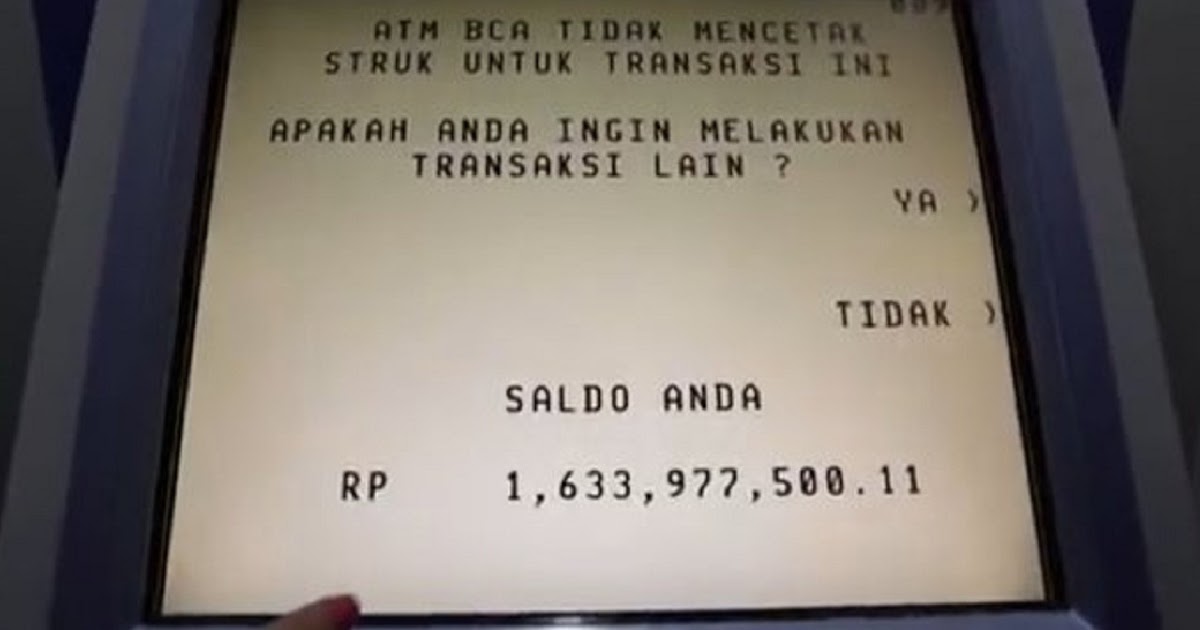 ATM BCA TIDAK MENCETAK
STRUK UNTUK TRANSAKSI INI
APAKAH ANDA INGIN MELAKUKAN
TRANSAKSI LAIN ?
YA >
TIDAK >
SALDO ANDA
RP 1,633,977,500.11